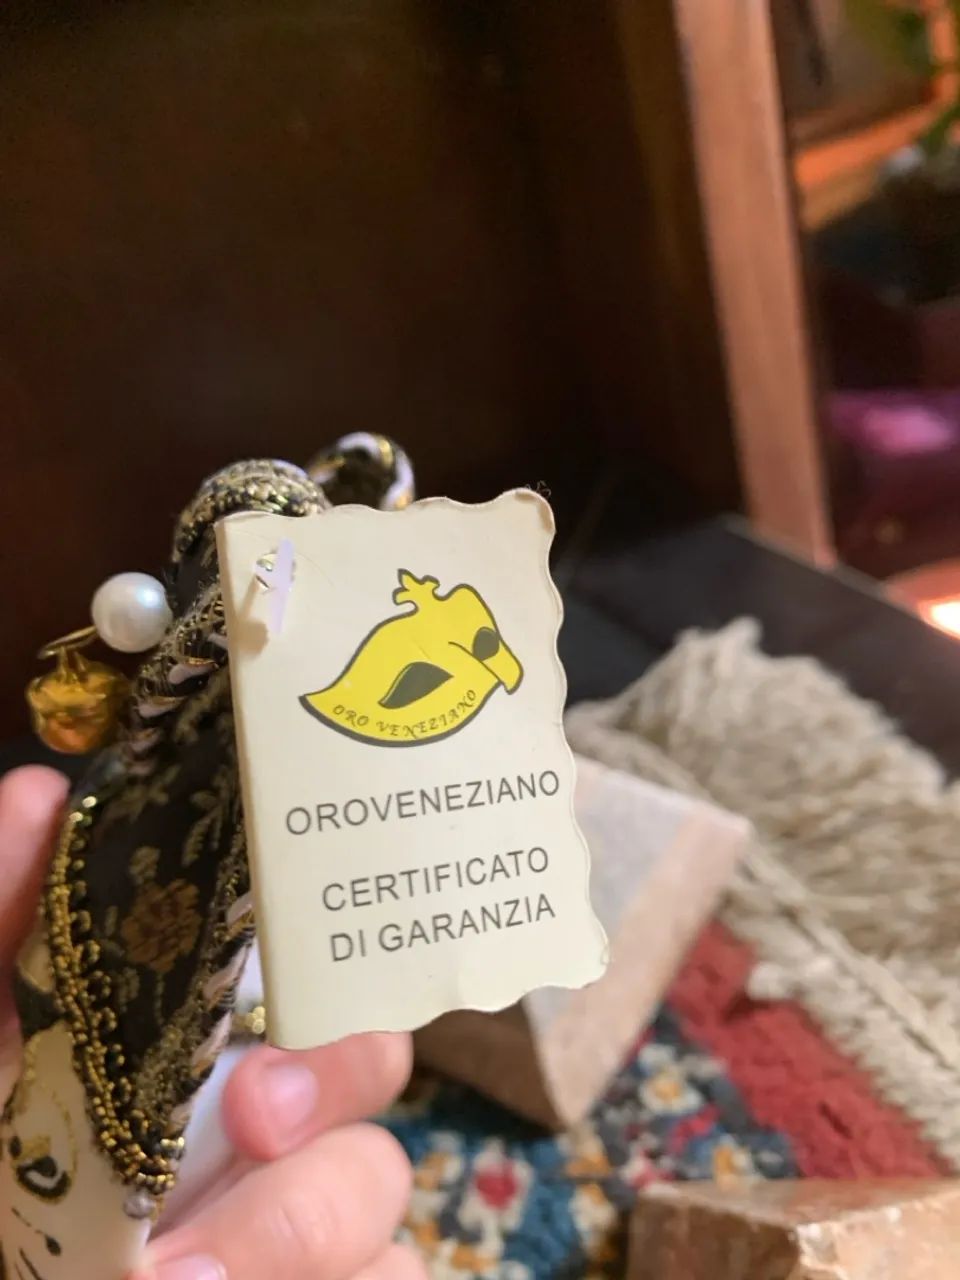 ORO VENEZIANO
OROVENEZIANO
CERTIFICATO
DI GARANZIA